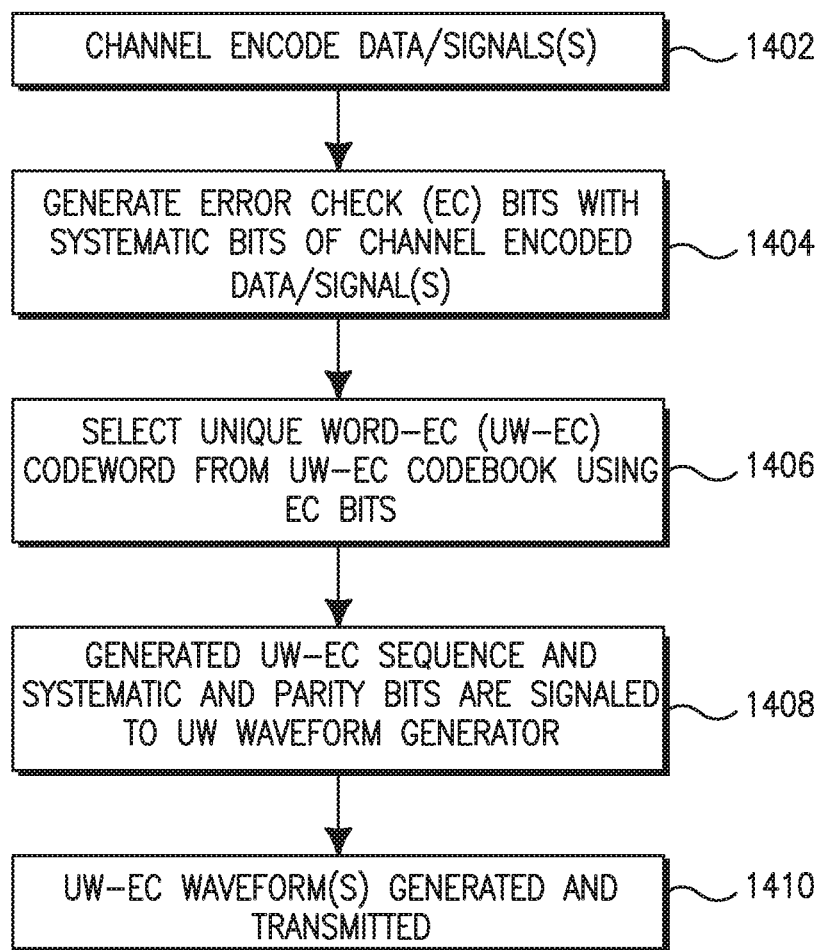 CHANNEL ENCODE DATA/SIGNALS(S)
1402
GENERATE ERROR CHECK (EC) BITS WITH
SYSTEMATIC BITS OF CHANNEL ENCODED
DATA/SIGNAL(S)
1404
SELECT UNIQUE WORD-EC (UW-EC)
CODEWORD FROM UW-EC CODEBOOK USING
EC BITS
1406
GENERATED UW-EC SEQUENCE AND
SYSTEMATIC AND PARITY BITS ARE SIGNALED
TO UW WAVEFORM GENERATOR
1408
UW-EC WAVEFORM(S) GENERATED AND
TRANSMITTED
1410